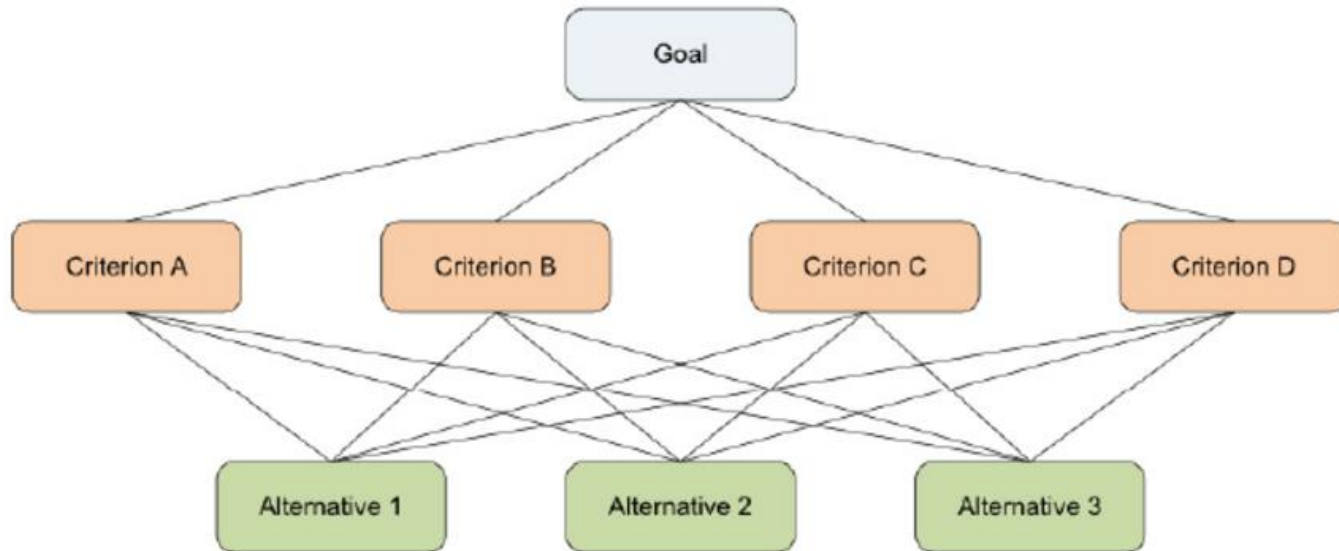 Goal
Criterion A
Criterion B
Criterion C
Criterion D
Alternative 1
Alternative 2
Alternative 3